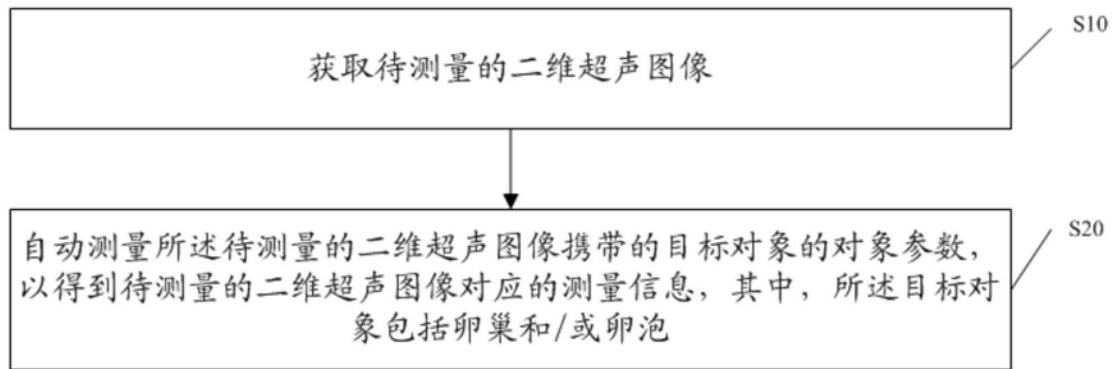 获取待测量的二维超声图像
S10
自动测量所述待测量的二维超声图像携带的目标对象的对象参数,
以得到待测量的二维超声图像对应的测量信息, 其中, 所述目标对
象包括卵巢和/或卵泡
S20